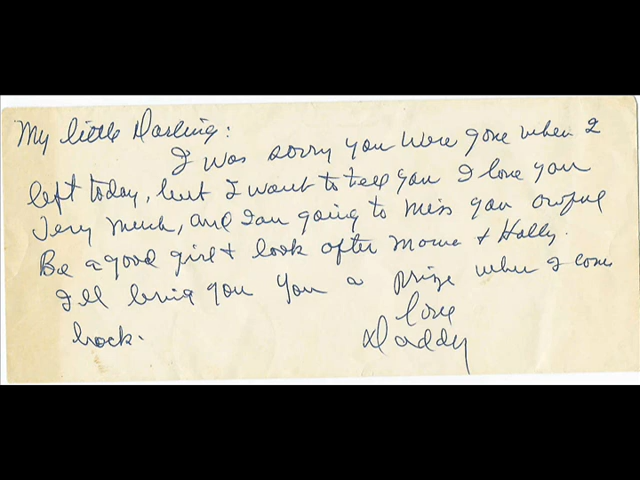 My little Darling:
I was sorry you were gone when I
left today, but I want to tell you I love you
very much, and I am going to miss you awful
Be a good girl & look after Mama & Holly.
I'll bring you you a prize when I come
back.
love
Daddy